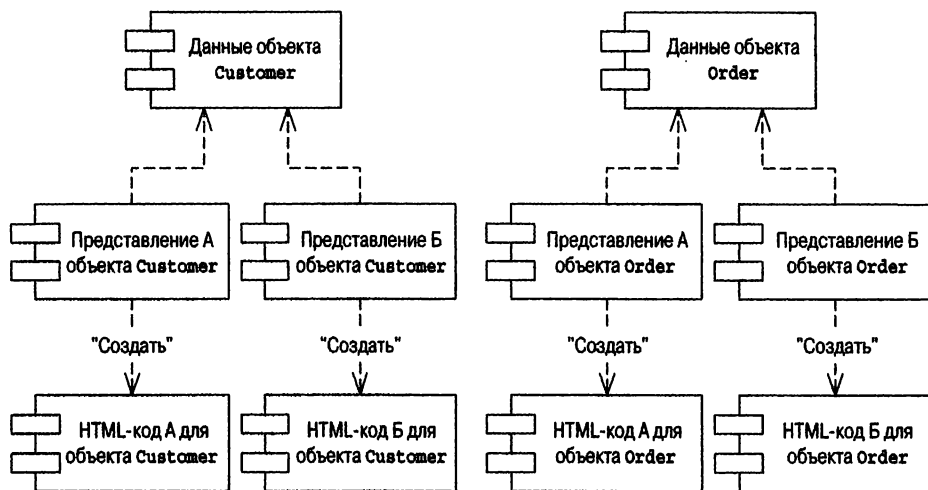 Данные объекта
Customer
Данные объекта
Order
Представление А
объекта Customer
Представление Б
объекта Customer
Представление А
объекта Order
Представление Б
объекта Order
"Создать"
"Создать"
"Создать"
"Создать"
HTML-код А для
объекта Customer
HTML-код Б для
объекта Customer
HTML-код А для
объекта Order
HTML-код Б для
объекта Order